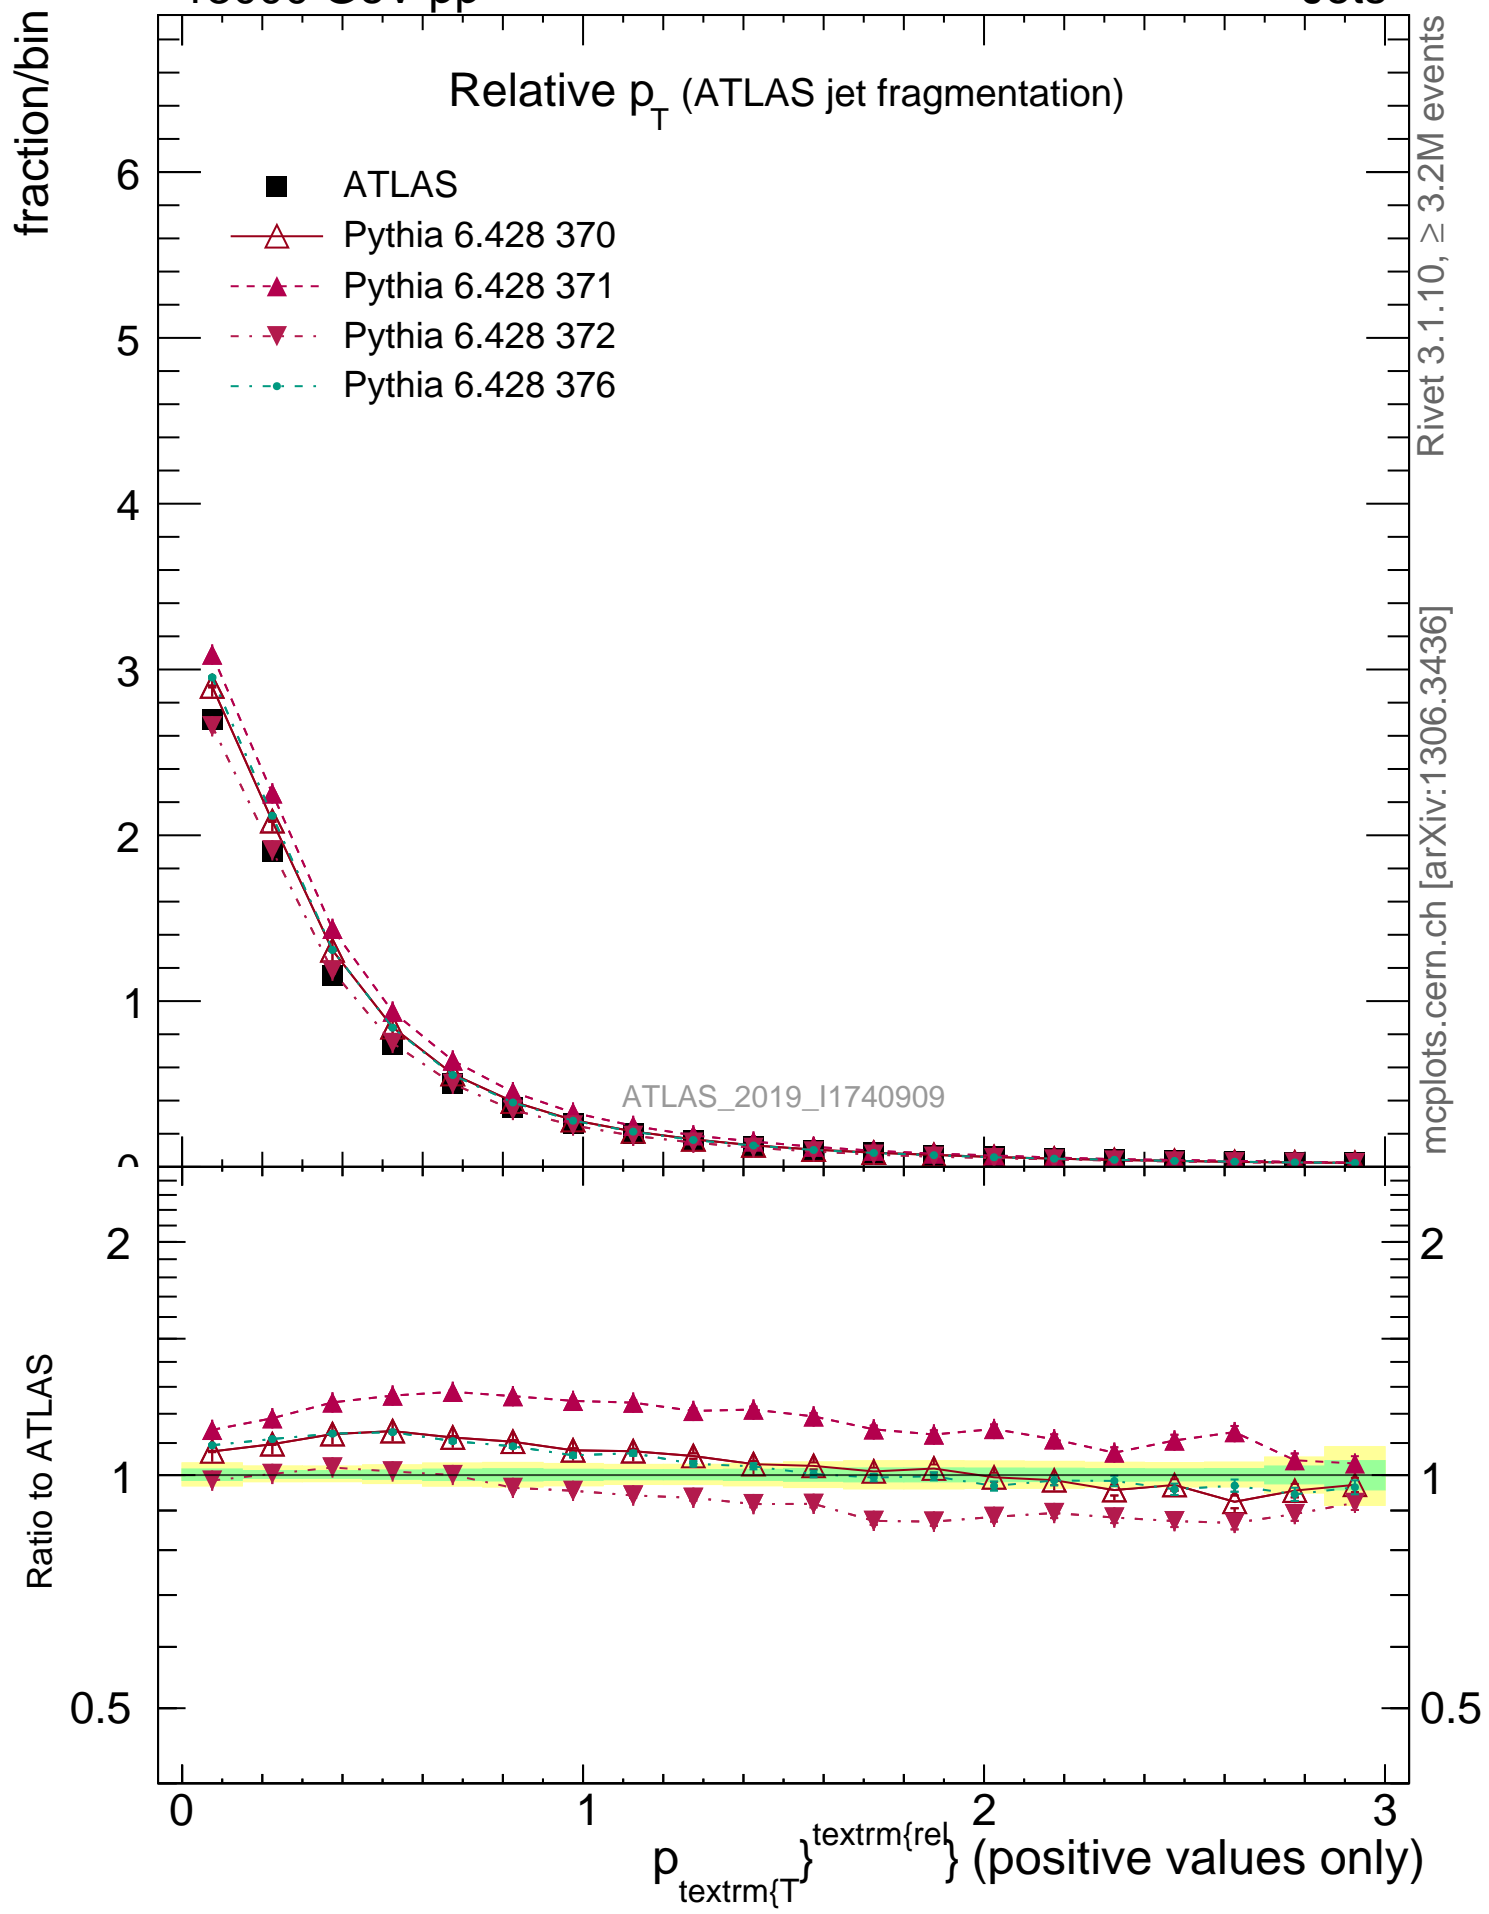 fraction/bin
Relative pT (ATLAS jet fragmentation)
ATLAS
Pythia 6.428 370
Pythia 6.428 371
Pythia 6.428 372
Pythia 6.428 376
6
5
4
3
2
1
ATLAS_2019_I1740909
Rivet 3.1.10, ≥ 3.2M events
mcplots.cern.ch [arXiv:1306.3436]
Ratio to ATLAS
2
1
0.5
2
1
0.5
0 1 2 3
p textrm{T}textrm{rel} (positive values only)